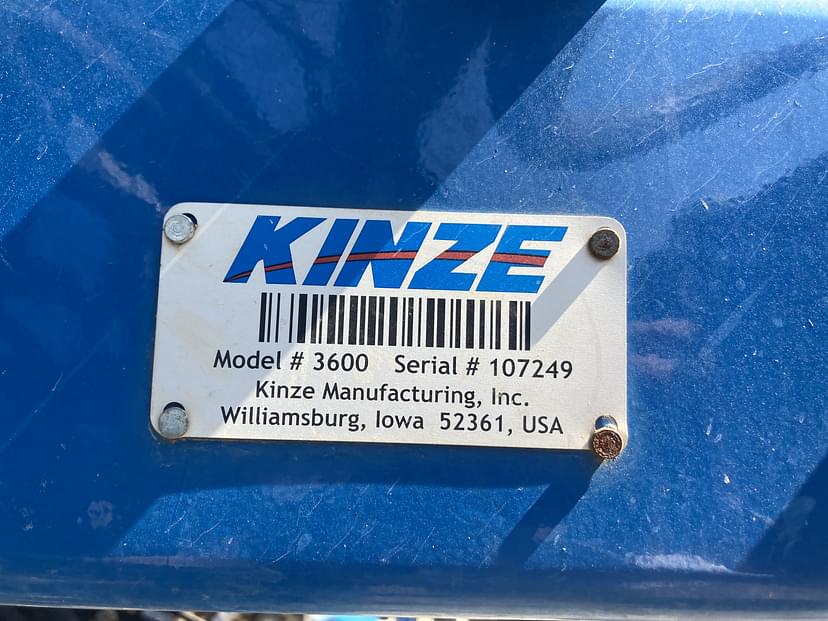 KINZE
Model # 3600 Serial # 107249
Kinze Manufacturing, Inc.
Williamsburg, Iowa 52361, USA